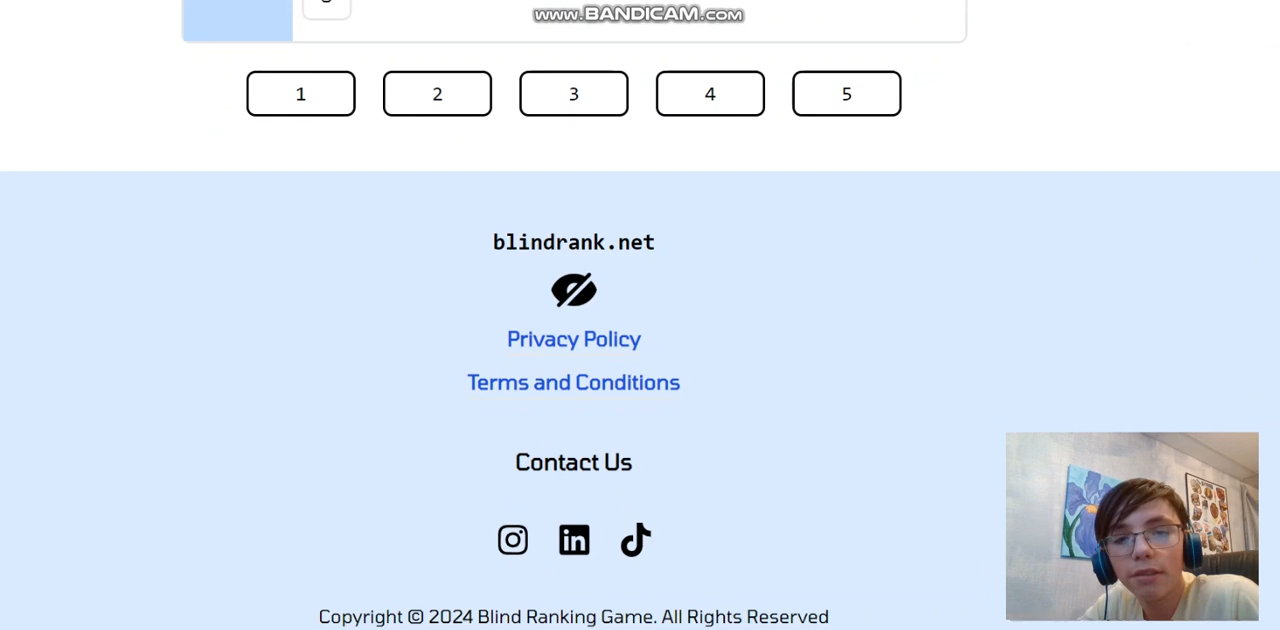 www.BANDICAM.com
1 2 3 4 5
blindrank.net
Privacy Policy
Terms and Conditions
Contact Us
in
Copyright © 2024 Blind Ranking Game. All Rights Reserved